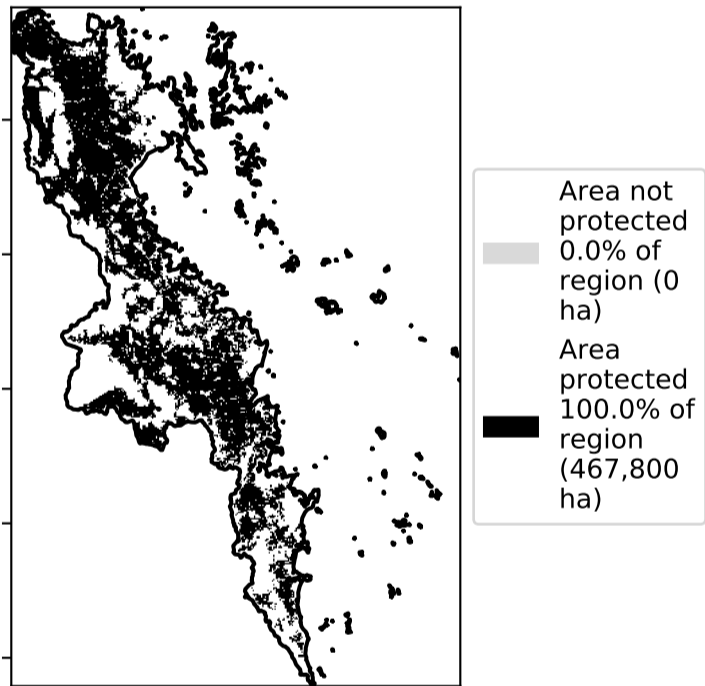 Area not
protected
0.0% of
region (0
ha)
Area
protected
100.0% of
region
(467,800
ha)